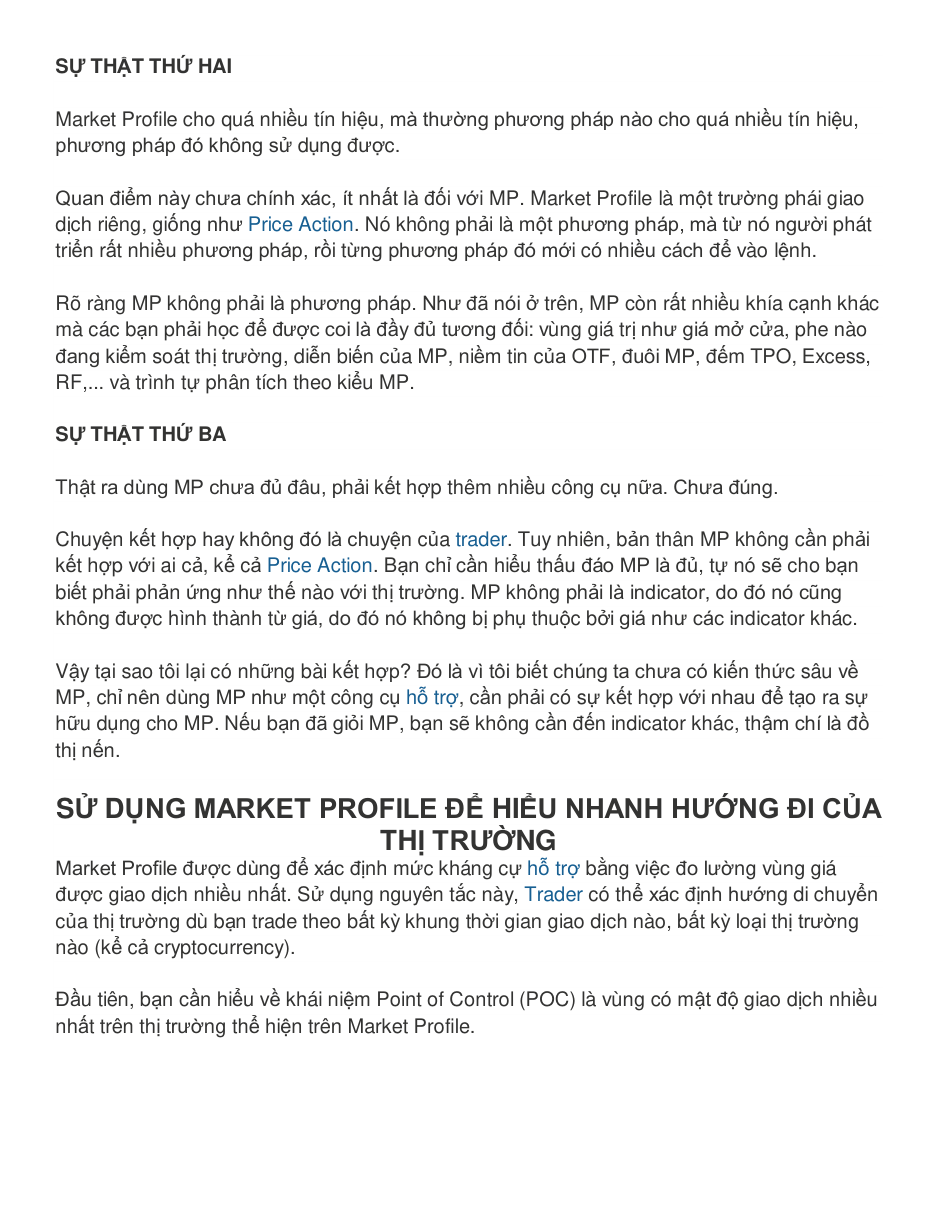 SỰ THẬT THỨ HAI
Market Profile cho quá nhiều tín hiệu, mà thường phương pháp nào cho quá nhiều tín hiệu,
phương pháp đó không sử dụng được.
Quan điểm này chưa chính xác, ít nhất là đối với MP. Market Profile là một trường phái giao
dịch riêng, giống như Price Action. Nó không phải là một phương pháp, mà từ nó người phát
triển rất nhiều phương pháp, rồi từng phương pháp đó mới có nhiều cách để vào lệnh.
Rõ ràng MP không phải là phương pháp. Như đã nói ở trên, MP còn rất nhiều khía cạnh khác
mà các bạn phải học để được coi là đầy đủ tương đối: vùng giá trị như giá mở cửa, phe nào
đang kiểm soát thị trường, diễn biến của MP, niềm tin của OTF, đuôi MP, đếm TPO, Excess,
RF,... và trình tự phân tích theo kiểu MP.
SỰ THẬT THỨ BA
Thật ra dùng MP chưa đủ đâu, phải kết hợp thêm nhiều công cụ nữa. Chưa đúng.
Chuyện kết hợp hay không đó là chuyện của trader. Tuy nhiên, bản thân MP không cần phải
kết hợp với ai cả, kể cả Price Action. Bạn chỉ cần hiểu thấu đáo MP là đủ, tự nó sẽ cho bạn
biết phải phản ứng như thế nào với thị trường. MP không phải là indicator, do đó nó cũng
không được hình thành từ giá, do đó nó không bị phụ thuộc bởi giá như các indicator khác.
Vậy tại sao tôi lại có những bài kết hợp? Đó là vì tôi biết chúng ta chưa có kiến thức sâu về
MP, chỉ nên dùng MP như một công cụ hỗ trợ, cần phải có sự kết hợp với nhau để tạo ra sự
hữu dụng cho MP. Nếu bạn đã giỏi MP, bạn sẽ không cần đến indicator khác, thậm chí là đồ
thị nến.
SỬ DỤNG MARKET PROFILE ĐỂ HIỂU NHANH HƯỚNG ĐI CỦA
THỊ TRƯỜNG
Market Profile được dùng để xác định mức kháng cự hỗ trợ bằng việc đo lường vùng giá
được giao dịch nhiều nhất. Sử dụng nguyên tắc này, Trader có thể xác định hướng di chuyển
của thị trường dù bạn trade theo bất kỳ khung thời gian giao dịch nào, bất kỳ loại thị trường
nào (kể cả cryptocurrency).
Đầu tiên, bạn cần hiểu về khái niệm Point of Control (POC) là vùng có mật độ giao dịch nhiều
nhất trên thị trường thể hiện trên Market Profile.